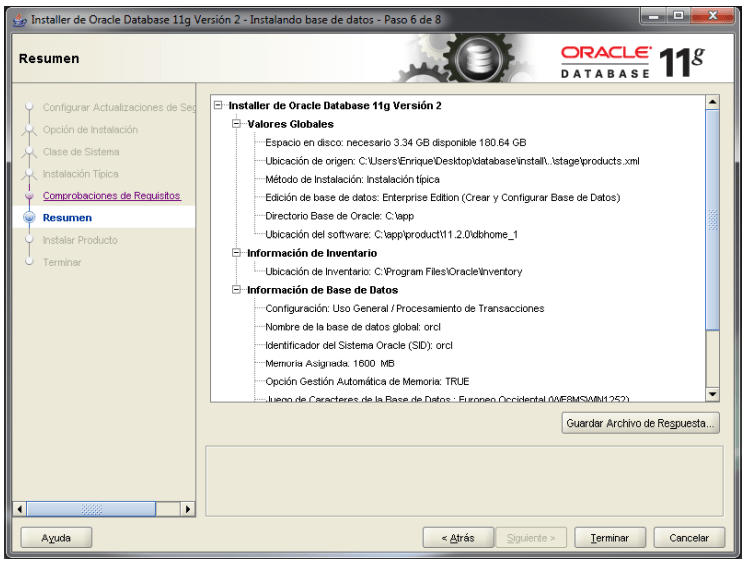 Installer de Oracle Database 11g Versión 2 - Instalando base de datos - Paso 6 de 8
Resumen
ORACLE
DATABASE 11g
Configurar Actualizaciones de Seg
Opción de Instalación
Clase de Sistema
Instalación Típica
Comprobaciones de Requisitos
Resumen
Instalar Producto
Terminar
Installer de Oracle Database 11g Versión 2
Valores Globales
Espacio en disco: necesario 3.34 GB disponible 180.64 GB
Ubicación de origen: C:\Users\Enrique\Desktop\database\install\..\stage\products.xml
Método de Instalación: Instalación típica
Edición de base de datos: Enterprise Edition (Crear y Configurar Base de Datos)
Directorio Base de Oracle: C:\app
Ubicación del software: C:\app\product\11.2.0\dbhome_1
Información de Inventario
Ubicación de Inventario: C:\Program Files\Oracle\Inventory
Información de Base de Datos
Configuración: Uso General / Procesamiento de Transacciones
Nombre de la base de datos global: orcl
Identificador del Sistema Oracle (SID): orcl
Memoria Asignada: 1600 MB
Opción Gestión Automática de Memoria: TRUE
Juego de Caracteres de la Base de Datos : Europeo Occidental (WE8MSWIN1252)
Guardar Archivo de Respuesta...
Ayuda
< Atrás
Siguiente >
Terminar
Cancelar